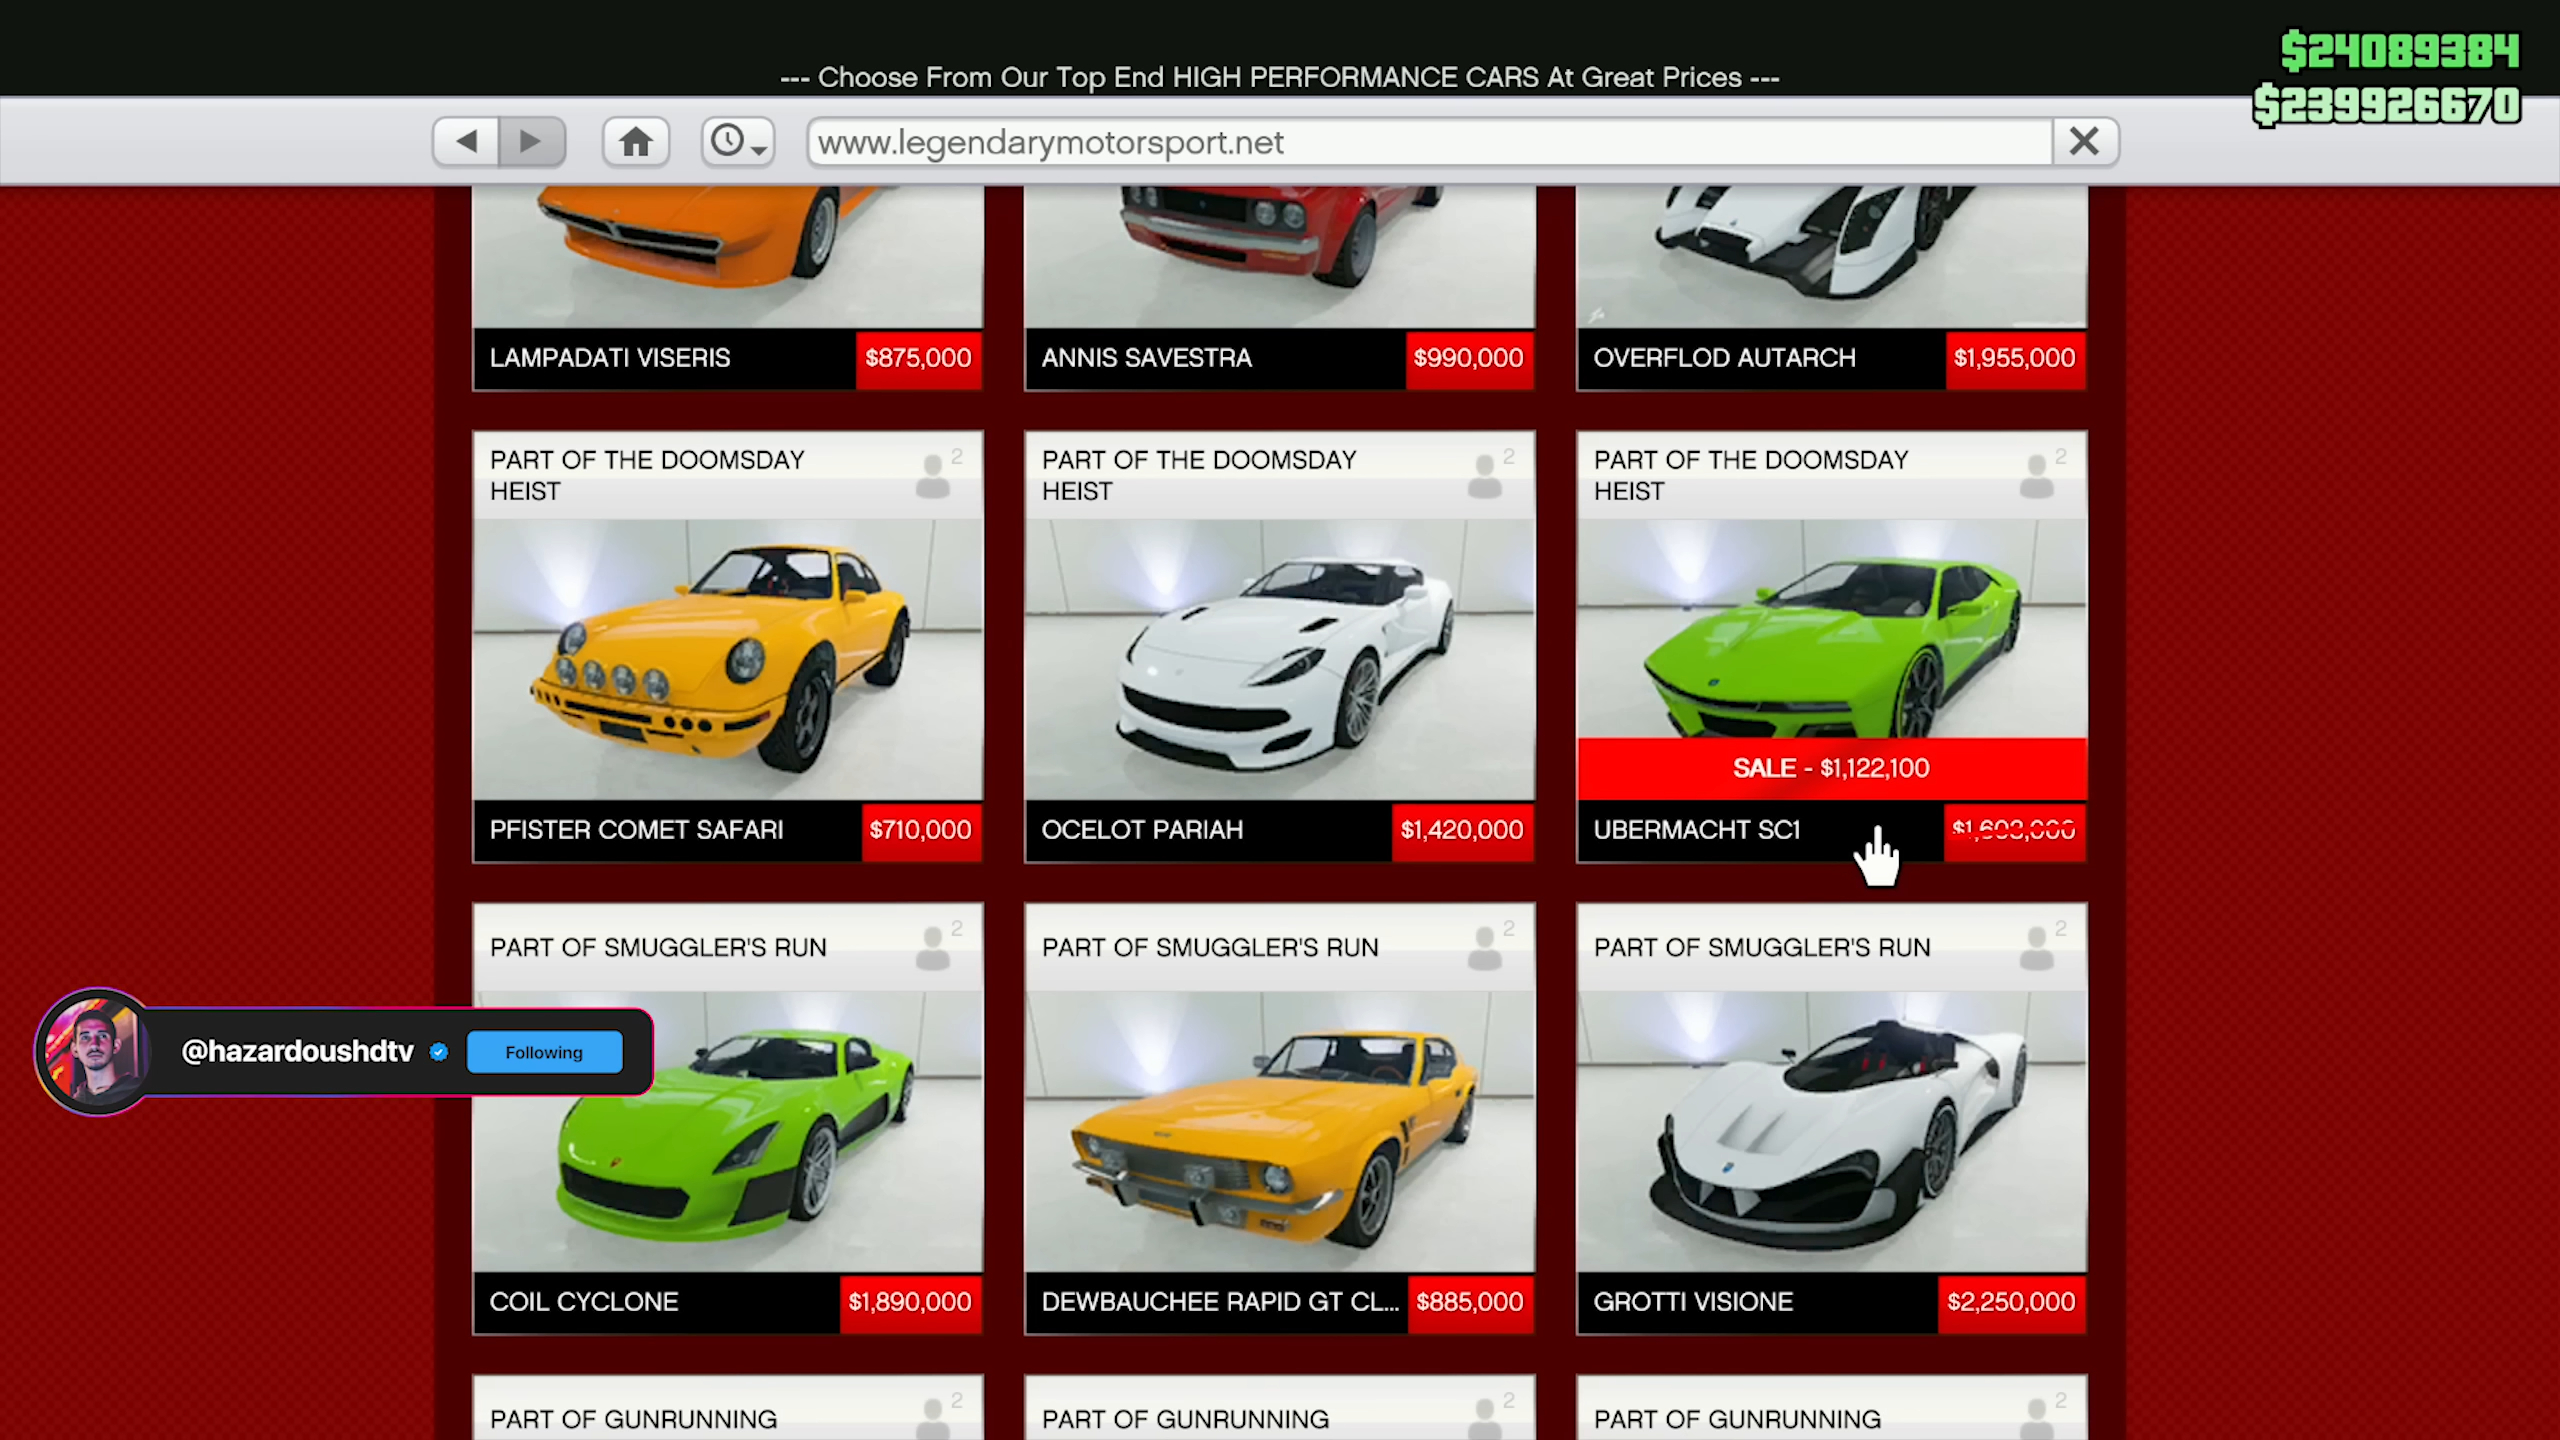 $24089384
--- Choose From Our Top End HIGH PERFORMANCE CARS At Great Prices ---
$239926670
www.legendarymotorsport.net
LAMPADATI VISERIS
$875,000
ANNIS SAVESTRA
$990,000
OVERFLOD AUTARCH
$1,955,000
PART OF THE DOOMSDAY
HEIST
2
PART OF THE DOOMSDAY
HEIST
2
PART OF THE DOOMSDAY
HEIST
2
SALE - $1,122,100
PFISTER COMET SAFARI
$710,000
OCELOT PARIAH
$1,420,000
UBERMACHT SC1
$1,603,000
PART OF SMUGGLER'S RUN
2
PART OF SMUGGLER'S RUN
2
PART OF SMUGGLER'S RUN
2
@hazardoushdtv
Following
COIL CYCLONE
$1,890,000
DEWBAUCHEE RAPID GT CL...
$885,000
GROTTI VISIONE
$2,250,000
PART OF GUNRUNNING
2
PART OF GUNRUNNING
2
PART OF GUNRUNNING
2